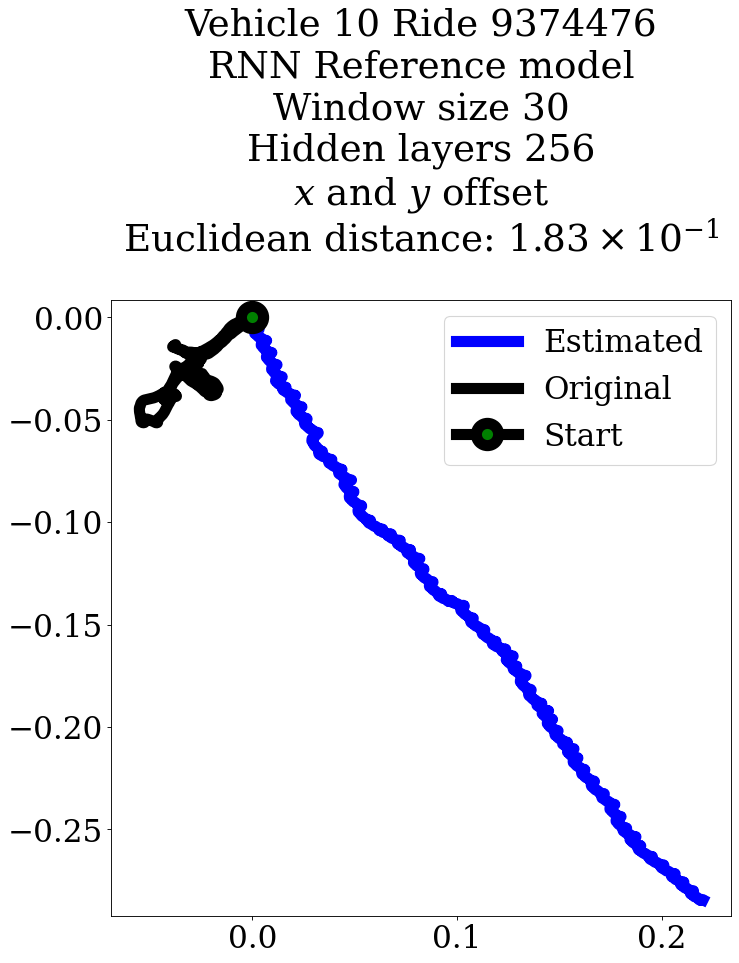 Vehicle 10 Ride 9374476
RNN Reference model
Window size 30
Hidden layers 256
x and y offset
Euclidean distance: 1.83 × 10⁻¹
Estimated
Original
Start
0.00
−0.05
−0.10
−0.15
−0.20
−0.25
0.0 0.1 0.2